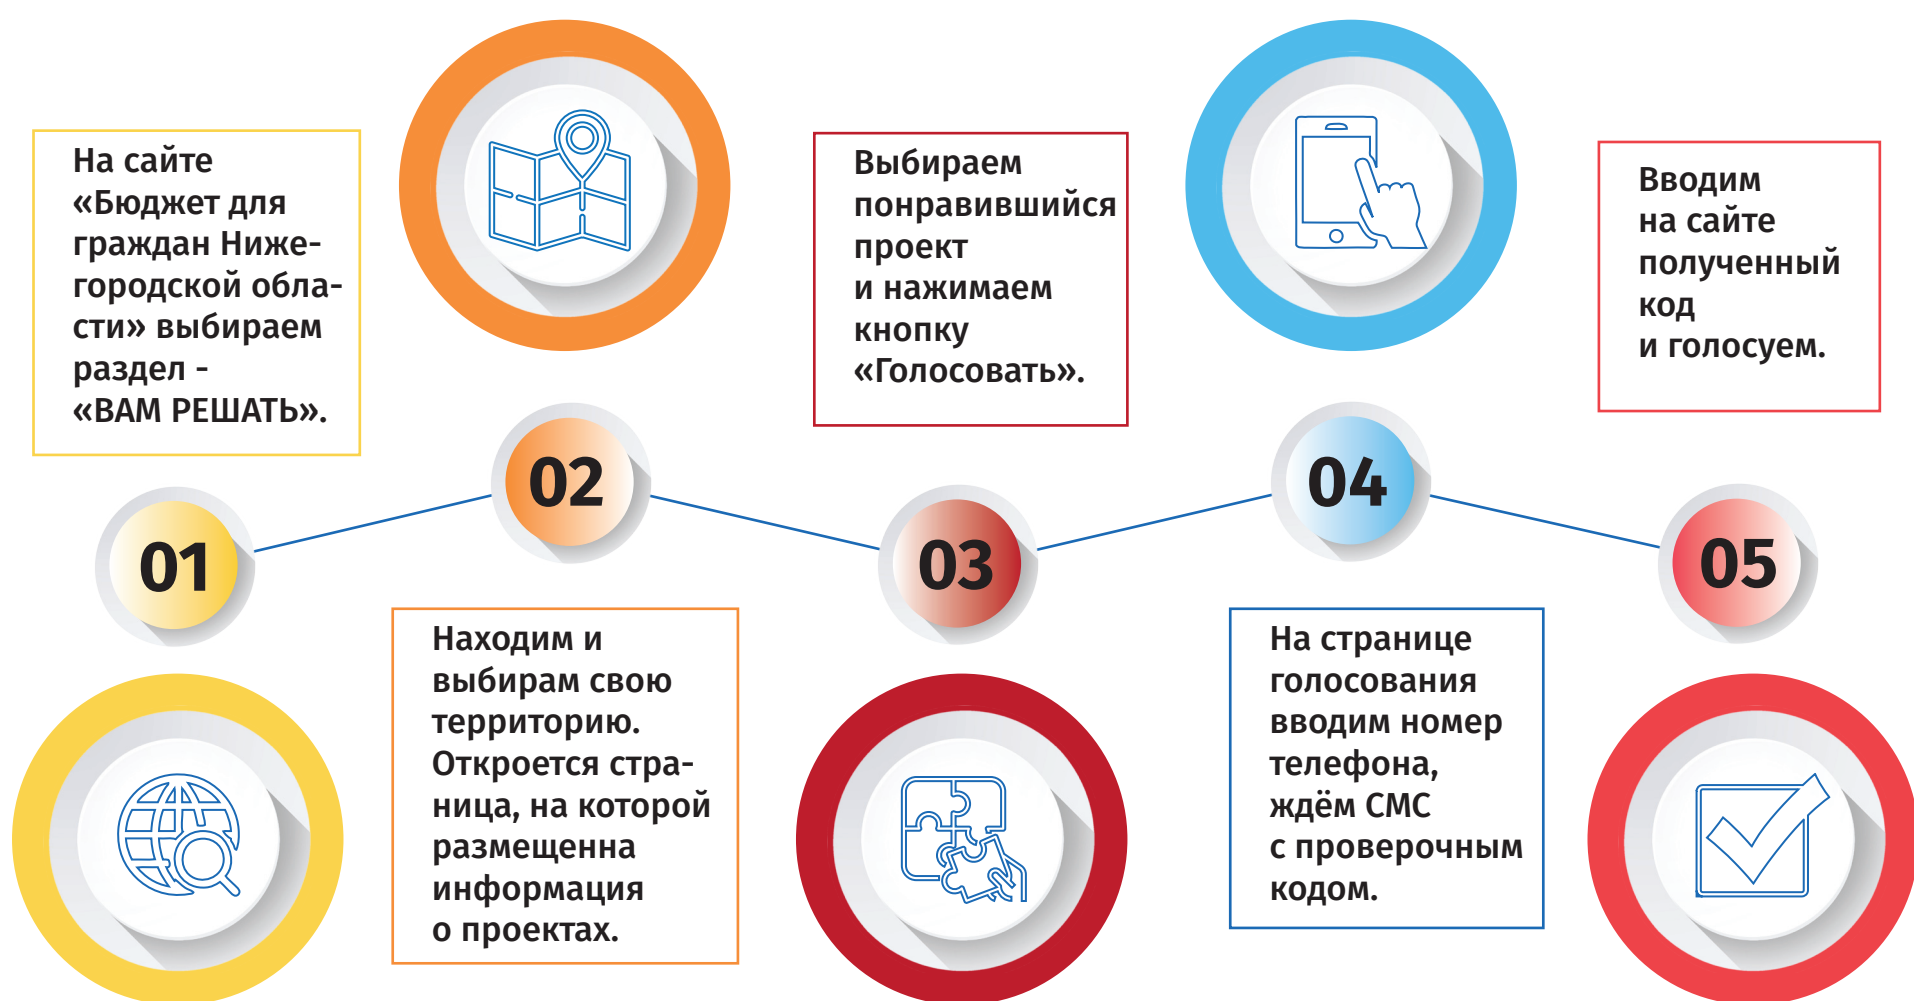 01
На сайте
«Бюджет для
граждан Ниже-
городской обла-
сти» выбираем
раздел -
«ВАМ РЕШАТЬ».
02
Находим и
выбирам свою
территорию.
Откроется стра-
ница, на которой
размещенна
информация
о проектах.
03
Выбираем
понравившийся
проект
и нажимаем
кнопку
«Голосовать».
04
На странице
голосования
вводим номер
телефона,
ждём СМС
с проверочным
кодом.
05
Вводим
на сайте
полученный
код
и голосуем.